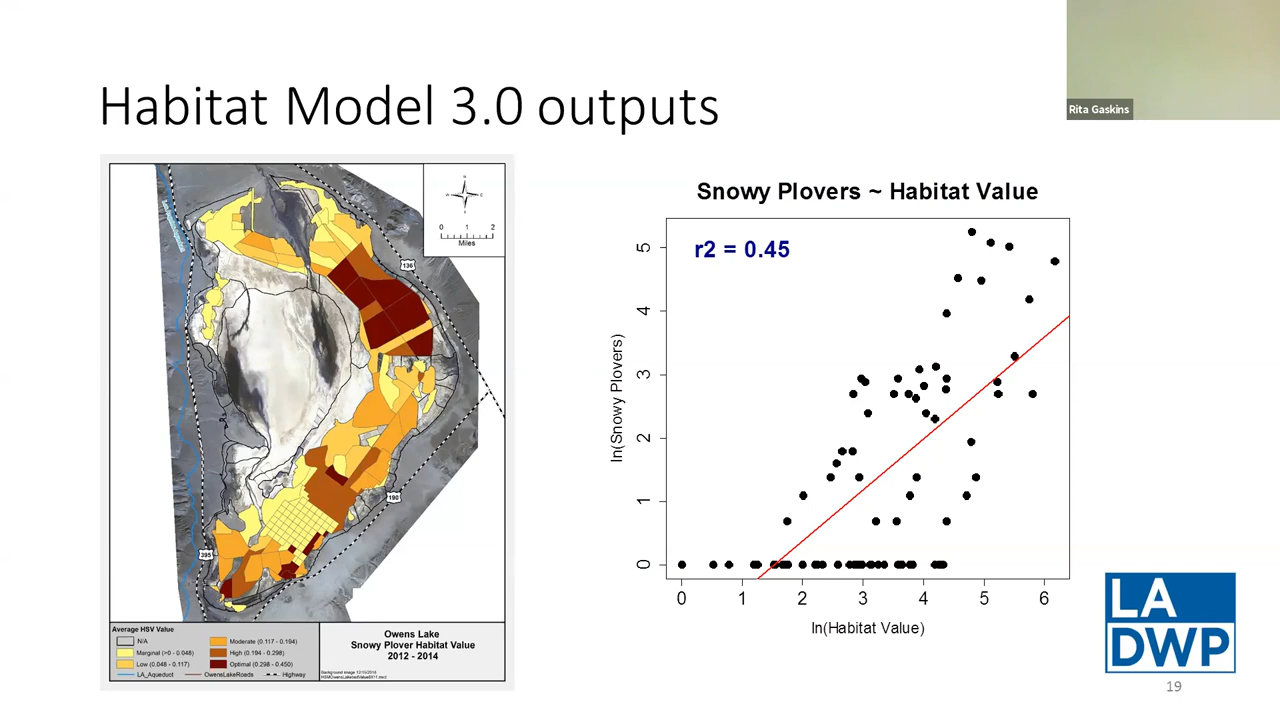 Rita Gaskins
Habitat Model 3.0 outputs
N
W
E
S
0 1 2
Miles
136
190
395
Average HSV Value
N/A
Marginal (>0 - 0.048)
Low (0.048 - 0.117)
Moderate (0.117 - 0.194)
High (0.194 - 0.298)
Optimal (0.298 - 0.450)
LA_Aqueduct
OwensLakeRoads
Highway
Owens Lake
Snowy Plover Habitat Value
2012 - 2014
Snowy Plovers ~ Habitat Value
r2 = 0.45
ln(Snowy Plovers)
5
4
3
2
1
0
0 1 2 3 4 5 6
ln(Habitat Value)
LA
DWP
19